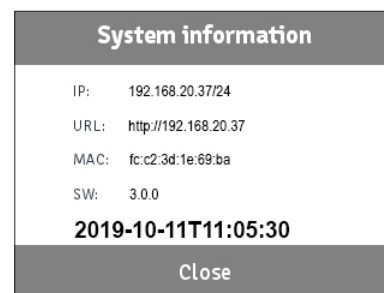 System information
IP: 192.168.20.37/24
URL: http://192.168.20.37
MAC: fc:c2:3d:1e:69:ba
SW: 3.0.0
2019-10-11T11:05:30
Close